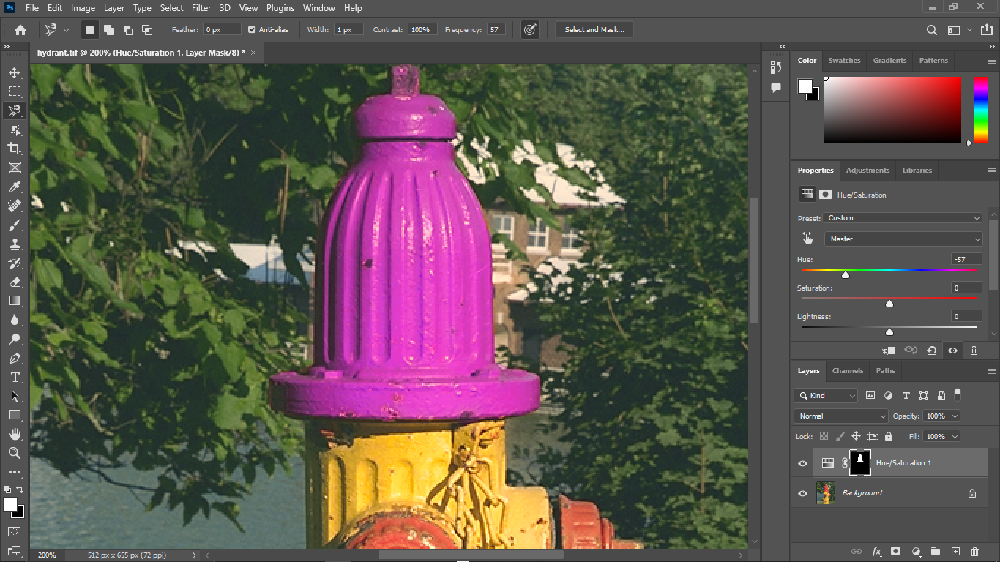 Ps File Edit Image Layer Type Select Filter 3D View Plugins Window Help
Feather: 0 px Anti-alias Width: 1 px Contrast: 100% Frequency: 57 Select and Mask...
hydrant.tif @ 200% (Hue/Saturation 1, Layer Mask/8) *
Color Swatches Gradients Patterns
Properties Adjustments Libraries
Hue/Saturation
Preset: Custom
Master
Hue: -57
Saturation: 0
Lightness: 0
Layers Channels Paths
Kind
Normal Opacity: 100%
Lock: Fill: 100%
Hue/Saturation 1
Background
200% 512 px x 655 px (72 ppi)
fx